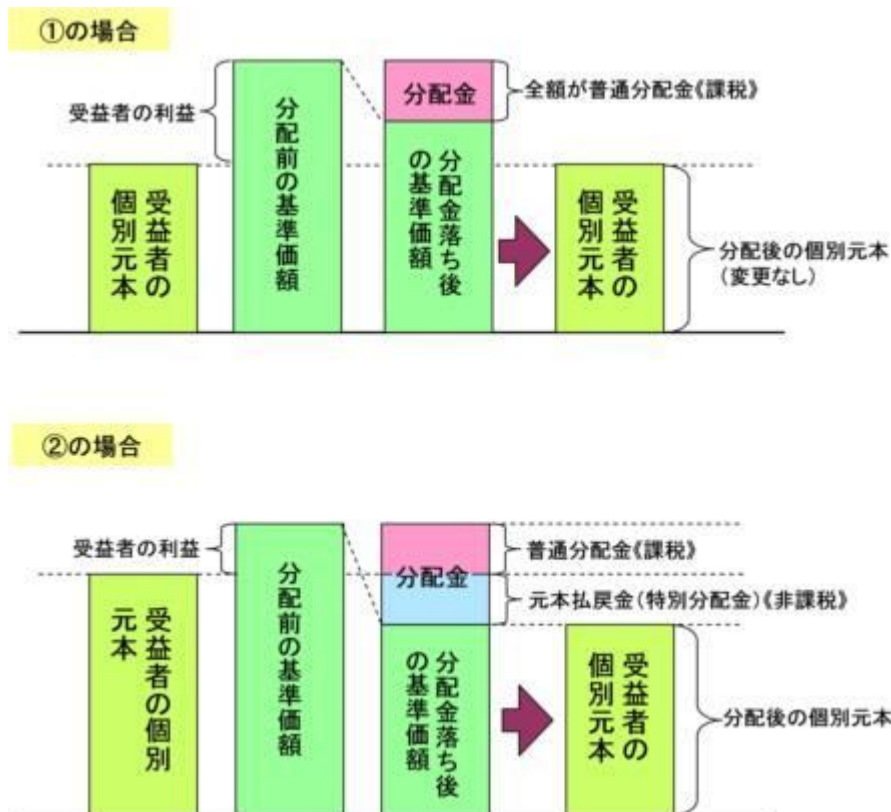 ①の場合
受益者の利益
分配金
全額が普通分配金《課税》
受益者の
個別元本
分配前の基準価額
分配金落ち後
の基準価額
受益者の
個別元本
分配後の個別元本
(変更なし)
②の場合
受益者の利益
分配金
普通分配金《課税》
元本払戻金(特別分配金)《非課税》
受益者の個別
元本
分配前の基準価額
分配金落ち後
の基準価額
受益者の
個別元本
分配後の個別元本